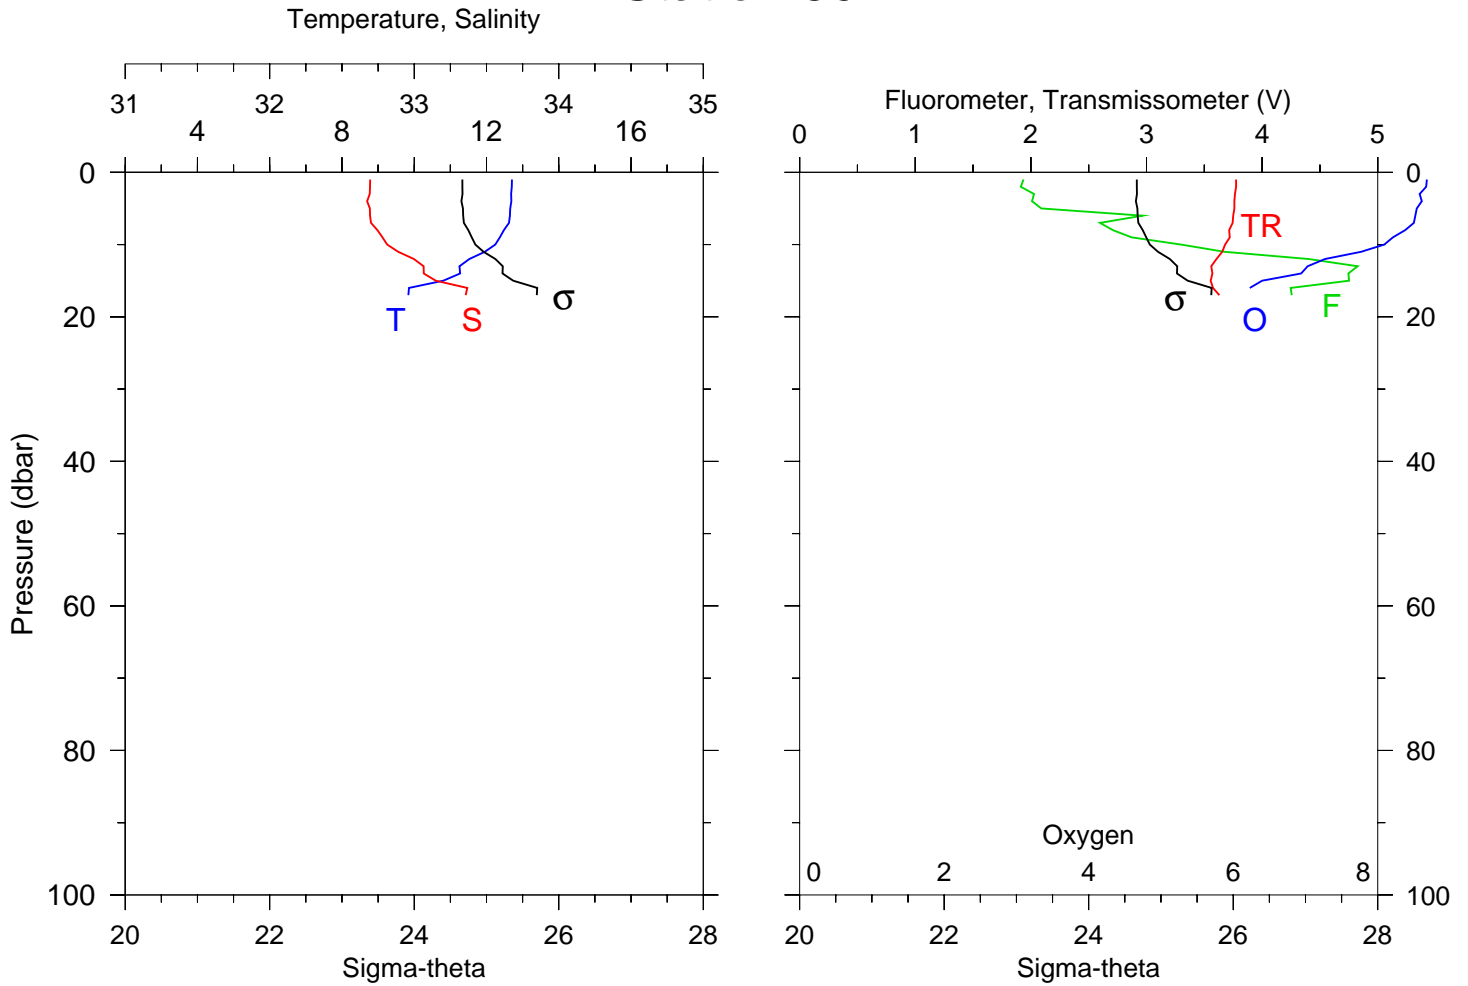 Temperature, Salinity
31 32 33 34 35
4 8 12 16
Fluorometer, Transmissometer (V)
0 1 2 3 4 5
0 20 40 60 80 100
Pressure (dbar)
T S σ
20 22 24 26 28
Sigma-theta
TR
σ O F
0 20 40 60 80 100
Oxygen
0 2 4 6 8
20 22 24 26 28
Sigma-theta